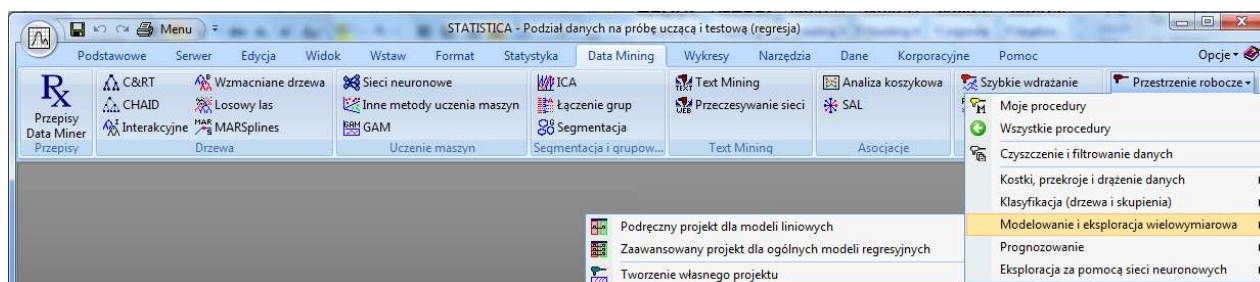 Menu
STATISTICA - Podział danych na próbę uczącą i testową (regresja)
Podstawowe Serwer Edycja Widok Wstaw Format Statystyka Data Mining Wykresy Narzędzia Dane Korporacyjne Pomoc Opcje
Przepisy Data Miner
Przepisy
C&RT
CHAID
Interakcyjne
Wzmacniane drzewa
Losowy las
MARSplines
Drzewa
Sieci neuronowe
Inne metody uczenia maszyn
GAM
Uczenie maszyn
ICA
Łączenie grup
Segmentacja
Segmentacja i grupow...
Text Mining
Przeczesywanie sieci
Text Mining
Analiza koszykowa
SAL
Asocjacje
Szybkie wdrażanie
Przestrzenie robocze
Moje procedury
Wszystkie procedury
Czyszczenie i filtrowanie danych
Kostki, przekroje i drążenie danych
Klasyfikacja (drzewa i skupienia)
Modelowanie i eksploracja wielowymiarowa
Prognozowanie
Eksploracja za pomocą sieci neuronowych
Podręczny projekt dla modeli liniowych
Zaawansowany projekt dla ogólnych modeli regresyjnych
Tworzenie własnego projektu